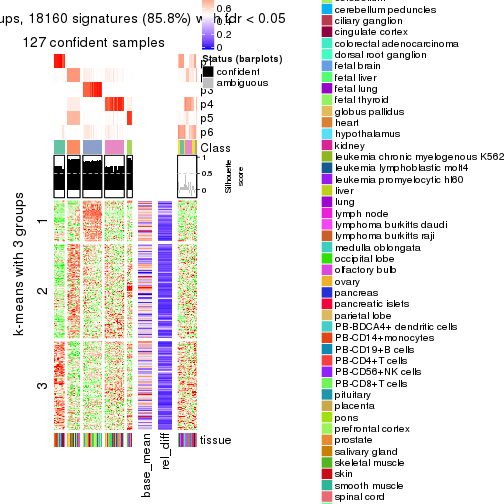 ups, 18160 signatures (85.8%) with fdr < 0.05
127 confident samples
0.6
0.4
0.2
0
Status (barplots)
confident
ambiguous
p3
p4
p5
p6
Class
1
0.5
0
Silhouette
score
k-means with 3 groups
1
2
3
base_mean
rel_diff
tissue
cerebellum peduncles
ciliary ganglion
cingulate cortex
colorectal adenocarcinoma
dorsal root ganglion
fetal brain
fetal liver
fetal lung
fetal thyroid
globus pallidus
heart
hypothalamus
kidney
leukemia chronic myelogenous K562
leukemia lymphoblastic molt4
leukemia promyelocytic hl60
liver
lung
lymph node
lymphoma burkitts daudi
lymphoma burkitts raji
medulla oblongata
occipital lobe
olfactory bulb
ovary
pancreas
pancreatic islets
parietal lobe
PB-BDCA4+ dendritic cells
PB-CD14+monocytes
PB-CD19+B cells
PB-CD4+T cells
PB-CD56+NK cells
PB-CD8+T cells
pituitary
placenta
pons
prefrontal cortex
prostate
salivary gland
skeletal muscle
skin
smooth muscle
spinal cord